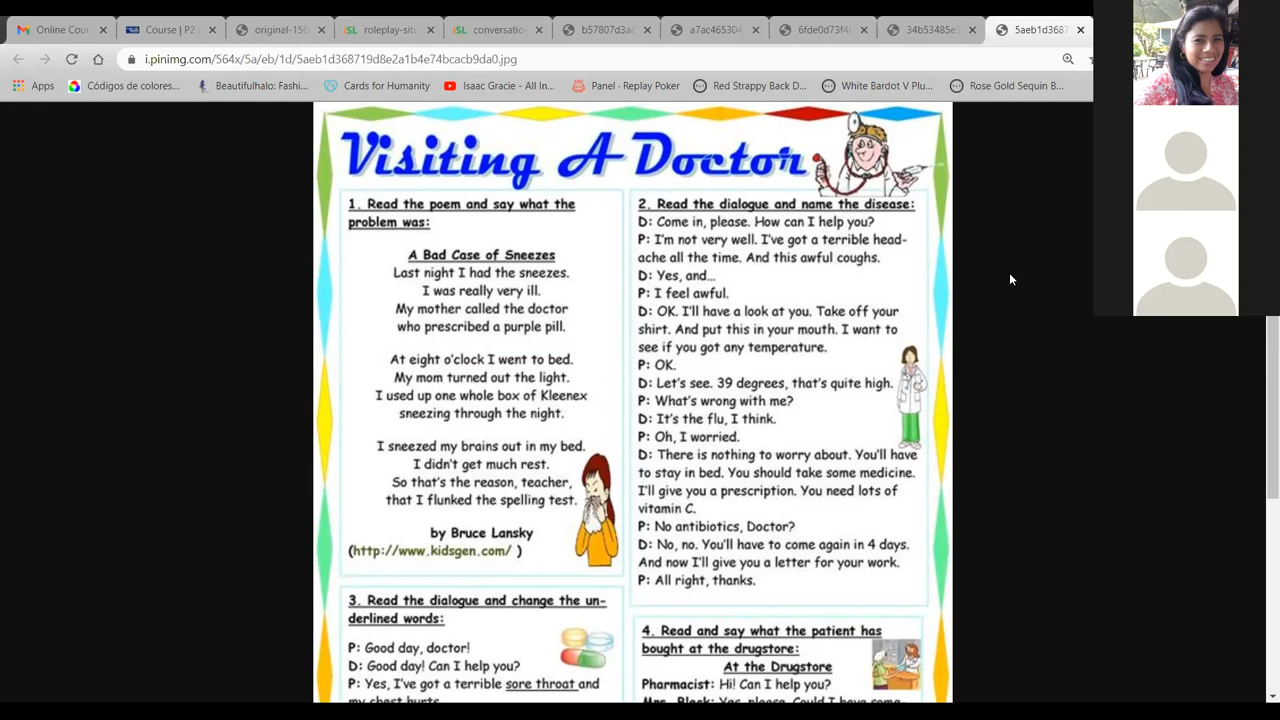 Online Cou
Course | P2
original-156
roleplay-situ
conversatio
b57807d3a8
a7ac465304
6fde0d73f4
34b53485e3
5aeb1d3687
i.pinimg.com/564x/5a/eb/1d/5aeb1d368719d8e2a1b4e74bcacb9da0.jpg
Apps
Códigos de colores...
Beautifulhalo: Fashi...
Cards for Humanity
Isaac Gracie - All In...
Panel - Replay Poker
Red Strappy Back D...
White Bardot V Plu...
Rose Gold Sequin B...
Visiting A Doctor
1. Read the poem and say what the
problem was:
A Bad Case of Sneezes
Last night I had the sneezes.
I was really very ill.
My mother called the doctor
who prescribed a purple pill.
At eight o'clock I went to bed.
My mom turned out the light.
I used up one whole box of Kleenex
sneezing through the night.
I sneezed my brains out in my bed.
I didn't get much rest.
So that's the reason, teacher,
that I flunked the spelling test.
by Bruce Lansky
(http://www.kidsgen.com/ )
2. Read the dialogue and name the disease:
D: Come in, please. How can I help you?
P: I'm not very well. I've got a terrible head-
ache all the time. And this awful coughs.
D: Yes, and...
P: I feel awful.
D: OK. I'll have a look at you. Take off your
shirt. And put this in your mouth. I want to
see if you got any temperature.
P: OK.
D: Let's see. 39 degrees, that's quite high.
P: What's wrong with me?
D: It's the flu, I think.
P: Oh, I worried.
D: There is nothing to worry about. You'll have
to stay in bed. You should take some medicine.
I'll give you a prescription. You need lots of
vitamin C.
P: No antibiotics, Doctor?
D: No, no. You'll have to come again in 4 days.
And now I'll give you a letter for your work.
P: All right, thanks.
3. Read the dialogue and change the un-
derlined words:
P: Good day, doctor!
D: Good day! Can I help you?
P: Yes, I've got a terrible sore throat and
my chest hurts
4. Read and say what the patient has
bought at the drugstore:
At the Drugstore
Pharmacist: Hi! Can I help you?
Mrs. Black: Yes, please. Could I have some